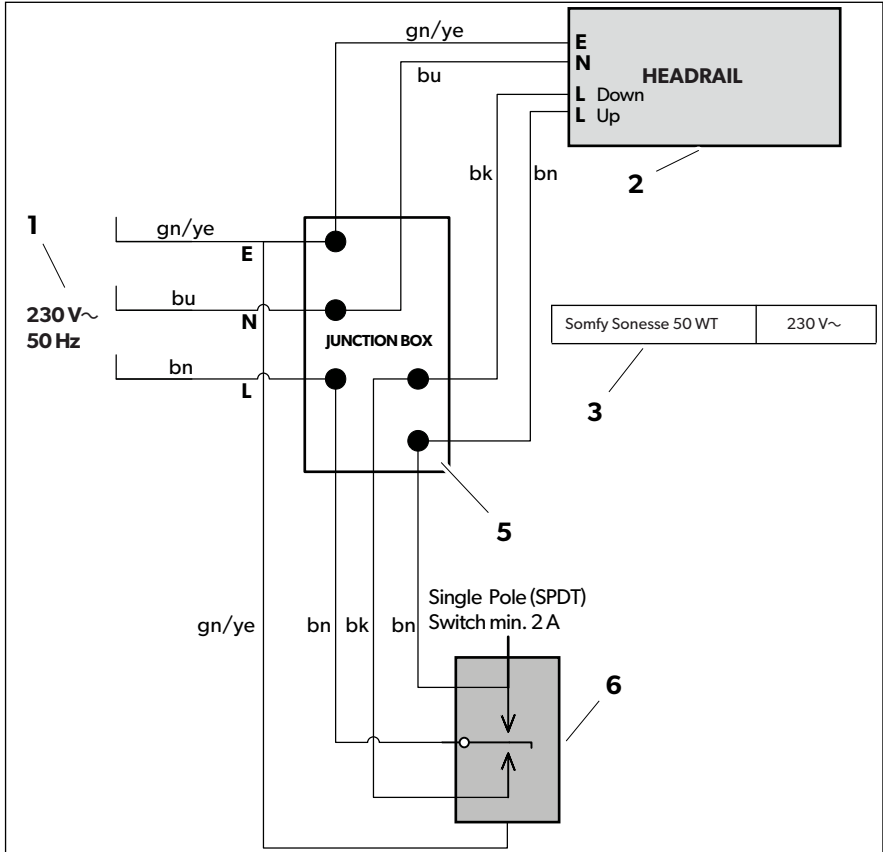 gn/ye
E
N
HEADRAIL
bu
L Down
L Up
bk
bn
2
1
gn/ye
E
bu
230 V~
50 Hz
N
JUNCTION BOX
Somfy Sonesse 50 WT 230 V~
bn
L
3
5
Single Pole (SPDT)
Switch min. 2 A
gn/ye
bn
bk
bn
6